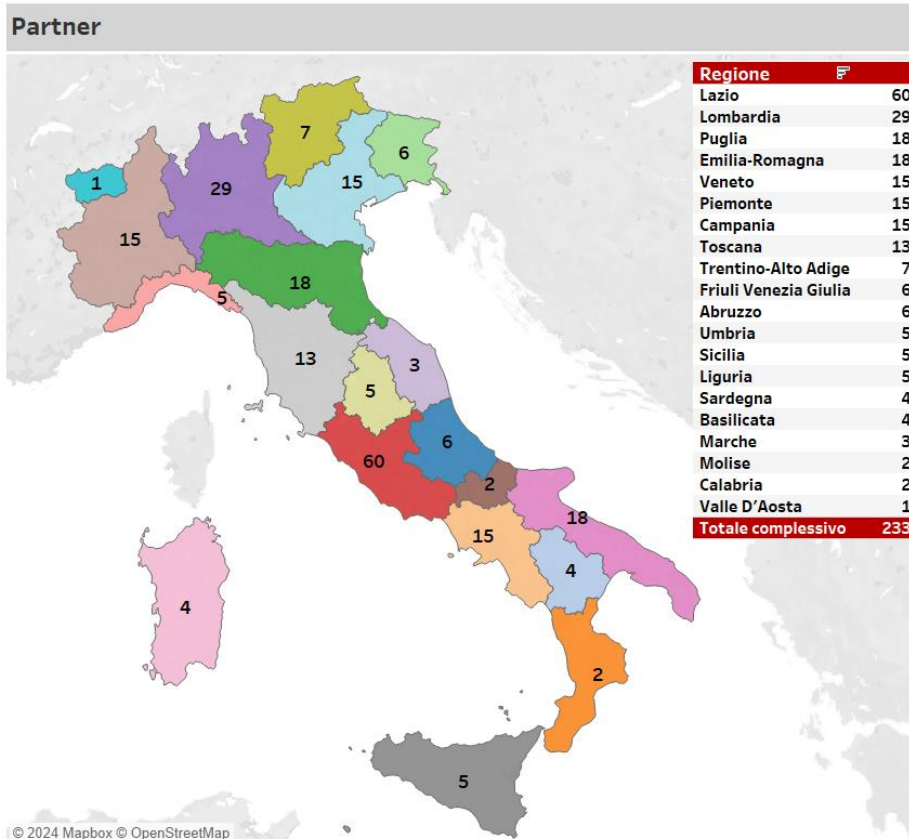 Partner
Regione
Lazio 60
Lombardia 29
Puglia 18
Emilia-Romagna 18
Veneto 15
Piemonte 15
Campania 15
Toscana 13
Trentino-Alto Adige 7
Friuli Venezia Giulia 6
Abruzzo 6
Umbria 5
Sicilia 5
Liguria 5
Sardegna 4
Basilicata 4
Marche 3
Molise 2
Calabria 2
Valle D'Aosta 1
Totale complessivo 233
7
6
1
29
15
15
18
5
13
3
5
6
60
2
18
15
4
4
2
5
© 2024 Mapbox © OpenStreetMap